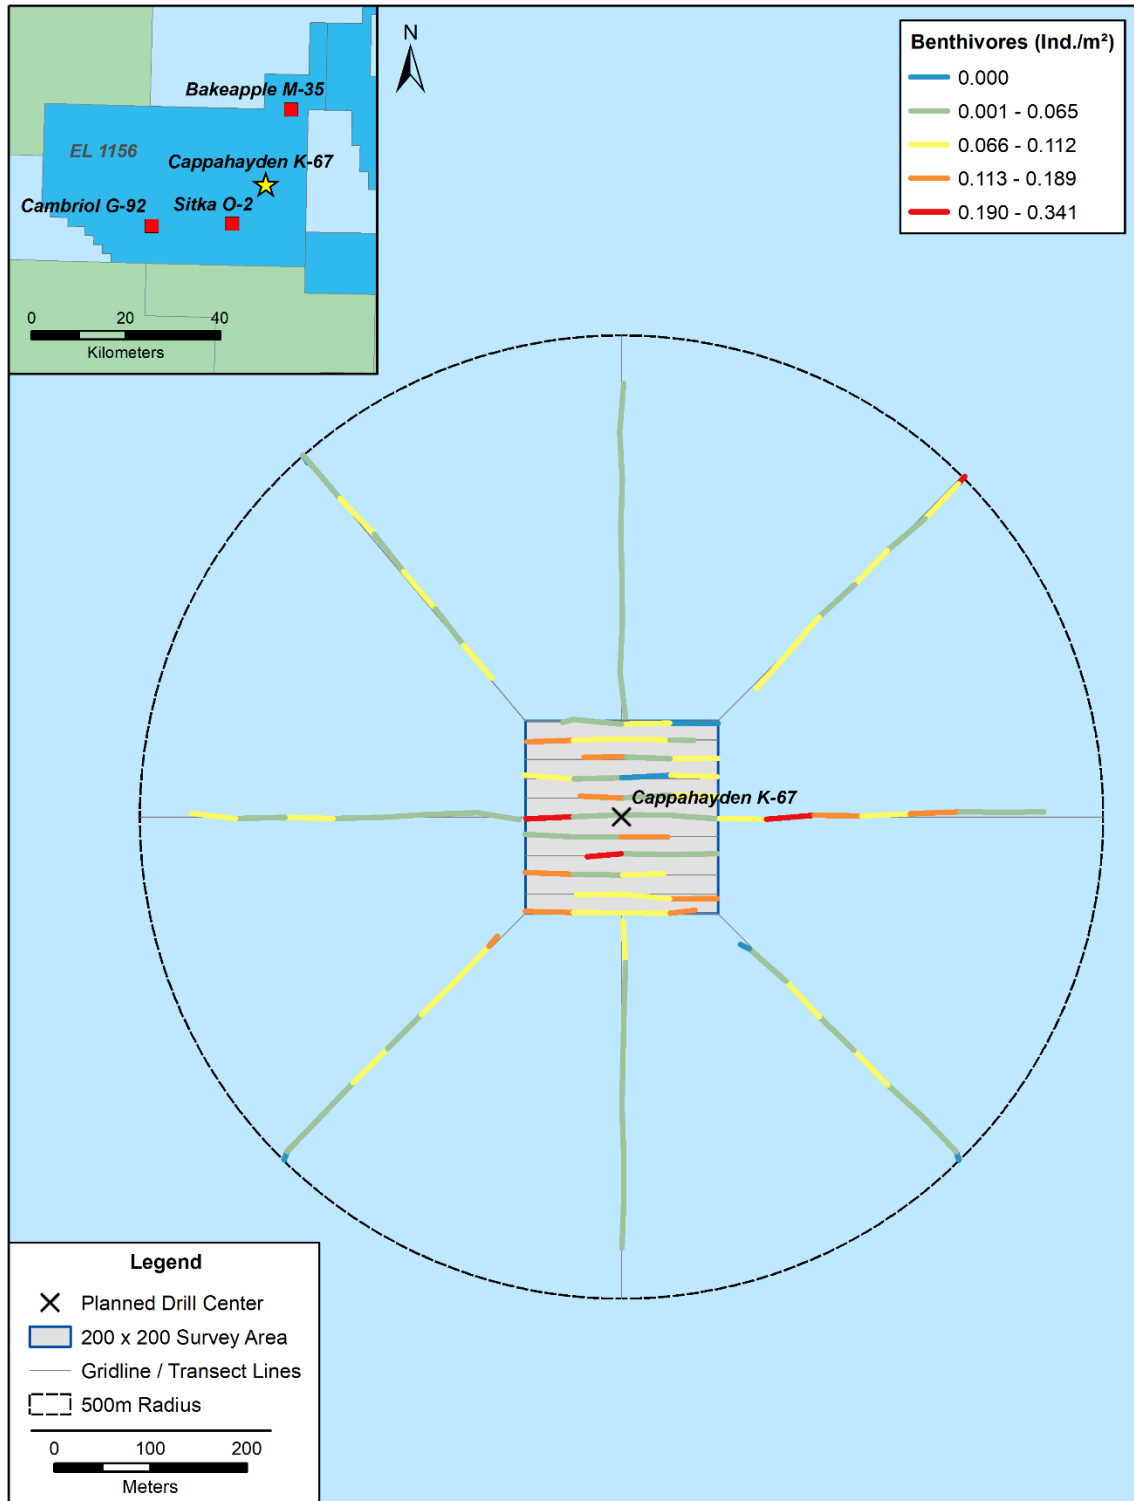 Bakeapple M-35
EL 1156
Cappahayden K-67
Cambriol G-92
Sitka O-2
0 20 40
Kilometers
N
Benthivores (Ind./m²)
0.000
0.001 - 0.065
0.066 - 0.112
0.113 - 0.189
0.190 - 0.341
Cappahayden K-67
Legend
Planned Drill Center
200 x 200 Survey Area
Gridline / Transect Lines
500m Radius
0 100 200
Meters